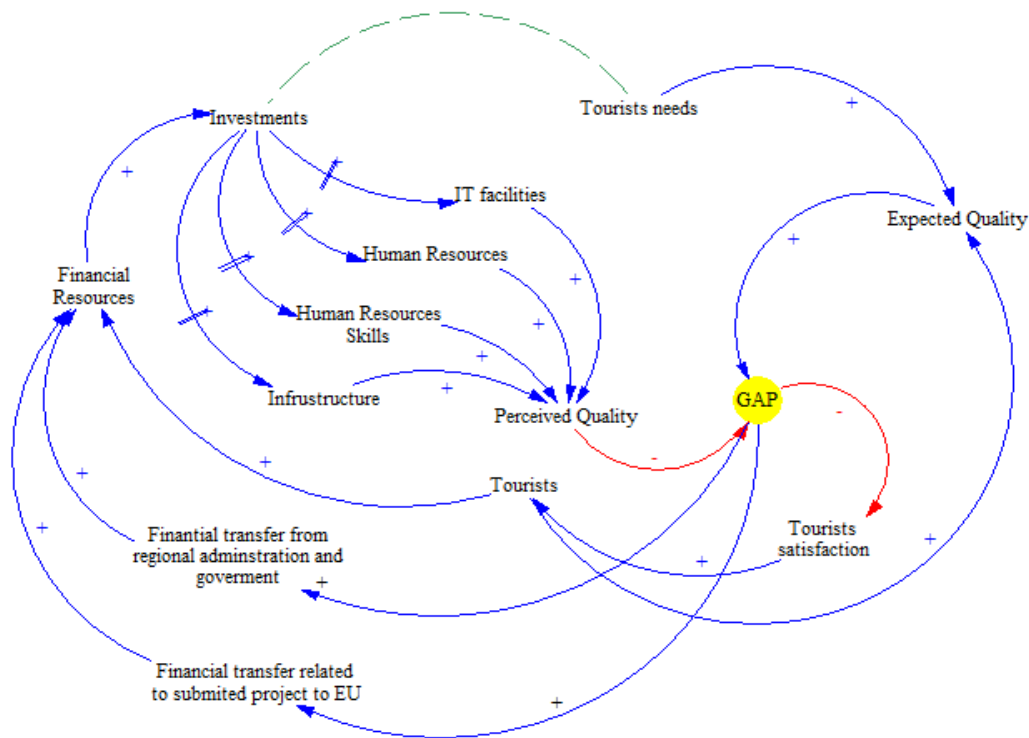 Investments
Tourists needs
+
+
+
IT facilities
+
Expected Quality
+
+
Human Resources
+
Financial
Resources
+
+
Human Resources
Skills
+
+
+
Infrustructure
+
GAP
Perceived Quality
-
-
+
Tourists
+
Finantial transfer from
regional adminstration and
goverment
Tourists
satisfaction
+
+
+
+
Financial transfer related
to submited project to EU
+